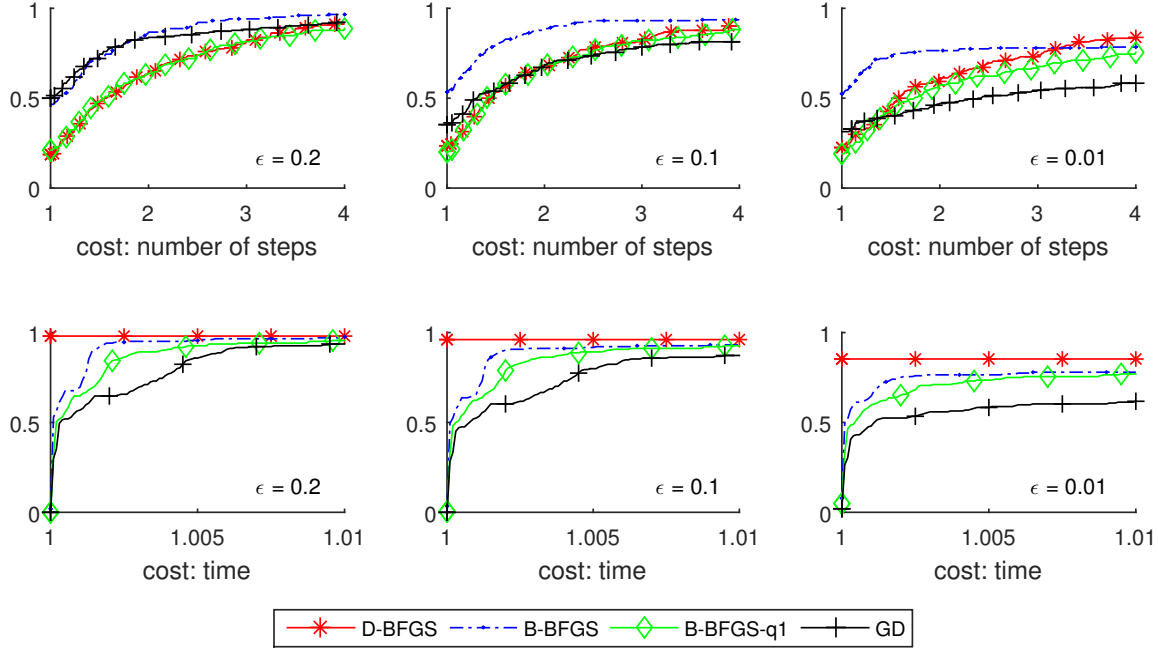 1
0.5
0
1 2 3 4
ϵ = 0.2
cost: number of steps
1
0.5
0
1 2 3 4
ϵ = 0.1
cost: number of steps
1
0.5
0
1 2 3 4
ϵ = 0.01
cost: number of steps
1
0.5
0
1 1.005 1.01
ϵ = 0.2
cost: time
1
0.5
0
1 1.005 1.01
ϵ = 0.1
cost: time
1
0.5
0
1 1.005 1.01
ϵ = 0.01
cost: time
D-BFGS B-BFGS B-BFGS-q1 GD